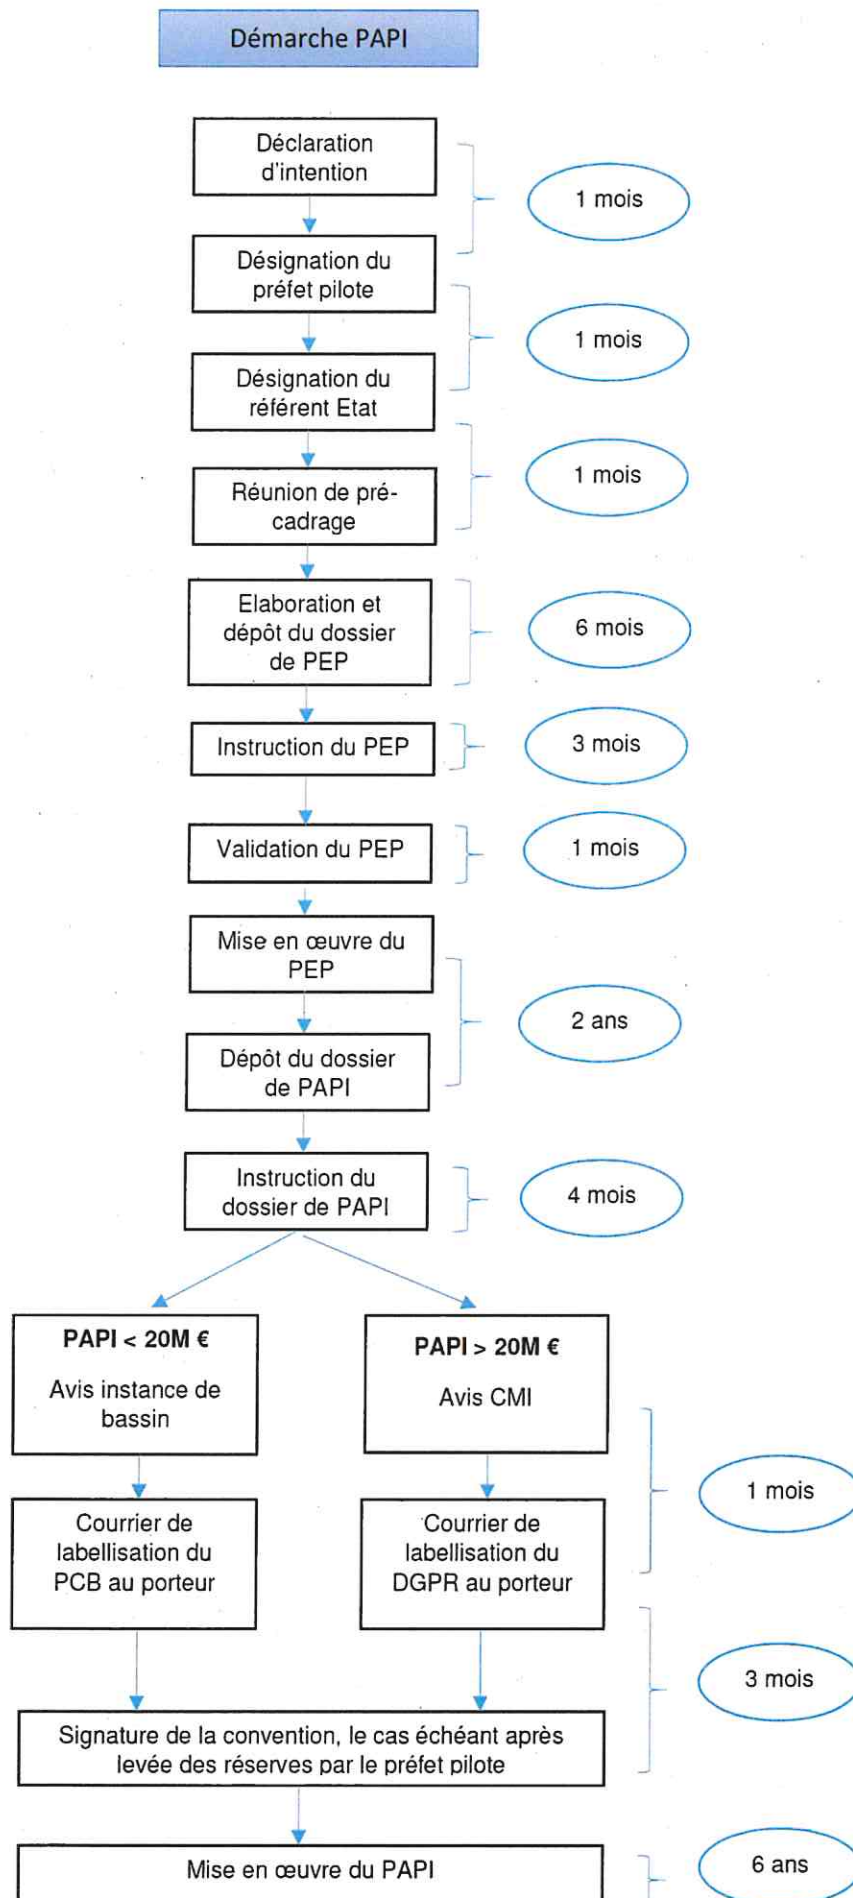 Démarche PAPI
Déclaration
d'intention
1 mois
Désignation du
préfet pilote
1 mois
Désignation du
référent Etat
1 mois
Réunion de pré-
cadrage
Elaboration et
dépôt du dossier
de PEP
6 mois
Instruction du PEP
3 mois
Validation du PEP
1 mois
Mise en œuvre du
PEP
2 ans
Dépôt du dossier
de PAPI
Instruction du
dossier de PAPI
4 mois
PAPI < 20M €
Avis instance de
bassin
PAPI > 20M €
Avis CMI
1 mois
Courrier de
labellisation du
PCB au porteur
Courrier de
labellisation du
DGPR au porteur
3 mois
Signature de la convention, le cas échéant après
levée des réserves par le préfet pilote
Mise en œuvre du PAPI
6 ans